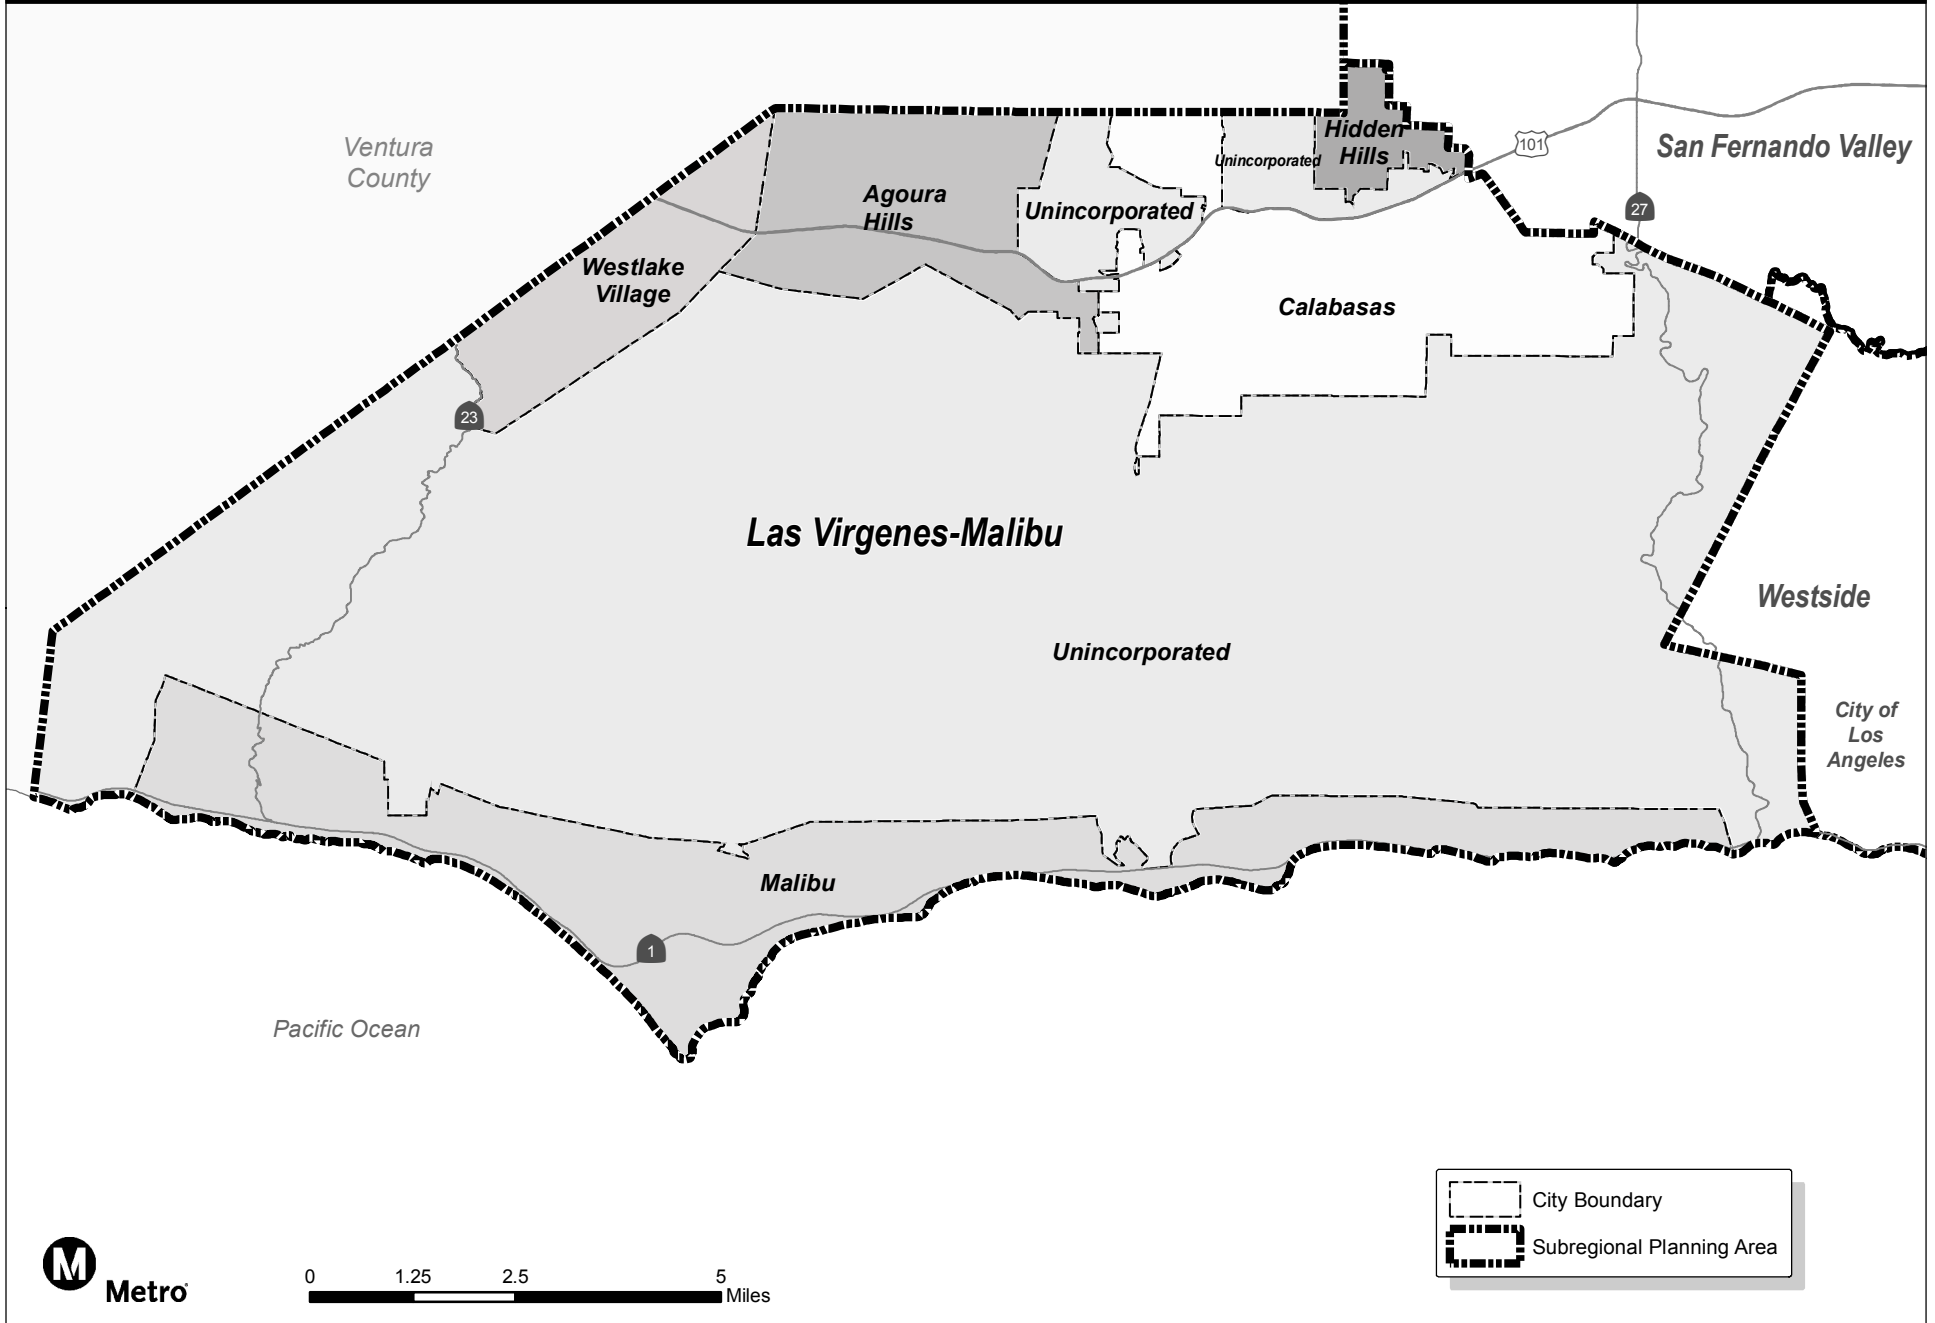 Ventura
County
Hidden
Hills
101
San Fernando Valley
Unincorporated
Agoura
Hills
Unincorporated
27
Westlake
Village
Calabasas
23
Las Virgenes-Malibu
Westside
Unincorporated
City of
Los
Angeles
Malibu
1
Pacific Ocean
City Boundary
Subregional Planning Area
M
Metro
0 1.25 2.5 5
Miles